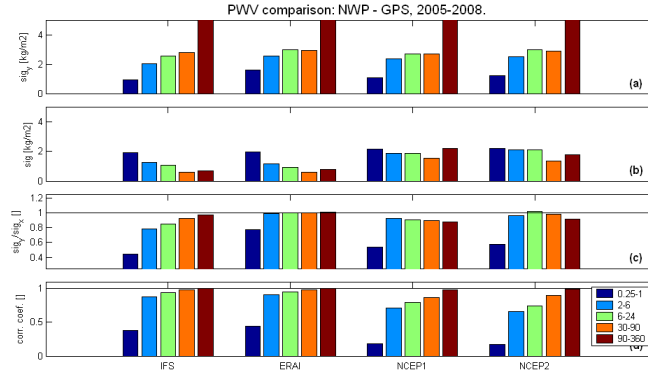 PWV comparison: NWP - GPS, 2005-2008.
sig_y [kg/m2]
4
2
0
(a)
sig [kg/m2]
4
2
0
(b)
sig_y/sig_x []
1.2
1
0.8
0.6
0.4
(c)
corr. coef. []
1
0.5
0
(d)
0.25-1
2-6
6-24
30-90
90-360
IFS
ERAI
NCEP1
NCEP2